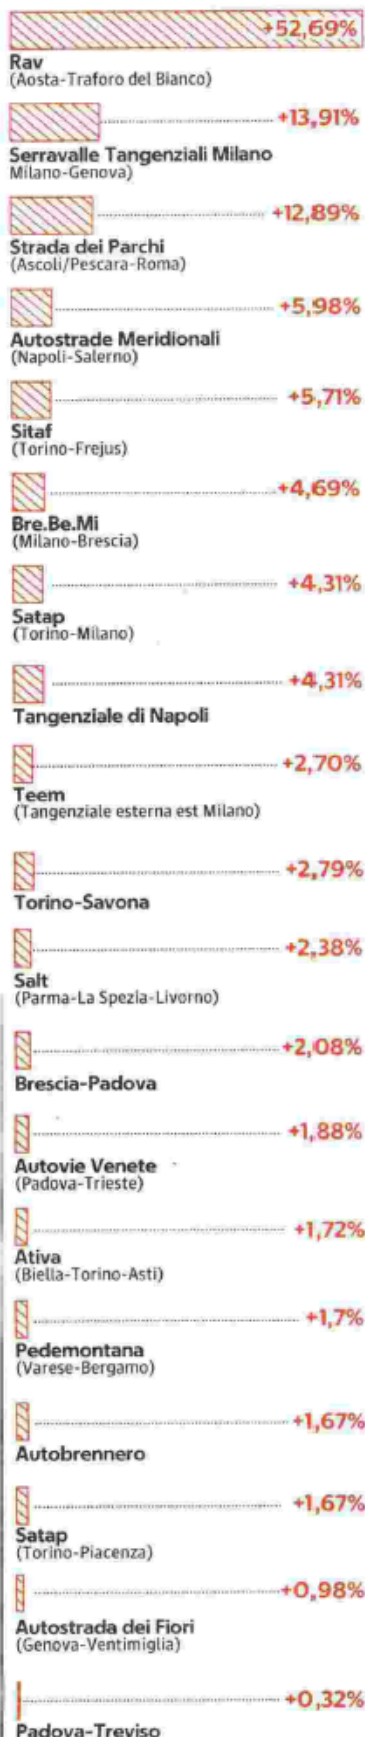 +52,69%
Rav
(Aosta-Traforo del Bianco)
+13,91%
Serravalle Tangenziali Milano
Milano-Genova)
+12,89%
Strada dei Parchi
(Ascoli/Pescara-Roma)
+5,98%
Autostrade Meridionali
(Napoli-Salerno)
+5,71%
Sitaf
(Torino-Frejus)
+4,69%
Bre.Be.Mi
(Milano-Brescia)
+4,31%
Satap
(Torino-Milano)
+4,31%
Tangenziale di Napoli
+2,70%
Teem
(Tangenziale esterna est Milano)
+2,79%
Torino-Savona
+2,38%
Salt
(Parma-La Spezia-Livorno)
+2,08%
Brescia-Padova
+1,88%
Autovie Venete
(Padova-Trieste)
+1,72%
Ativa
(Biella-Torino-Asti)
+1,7%
Pedemontana
(Varese-Bergamo)
+1,67%
Autobrennero
+1,67%
Satap
(Torino-Piacenza)
+0,98%
Autostrada dei Fiori
(Genova-Ventimiglia)
+0,32%
Padova-Treviso